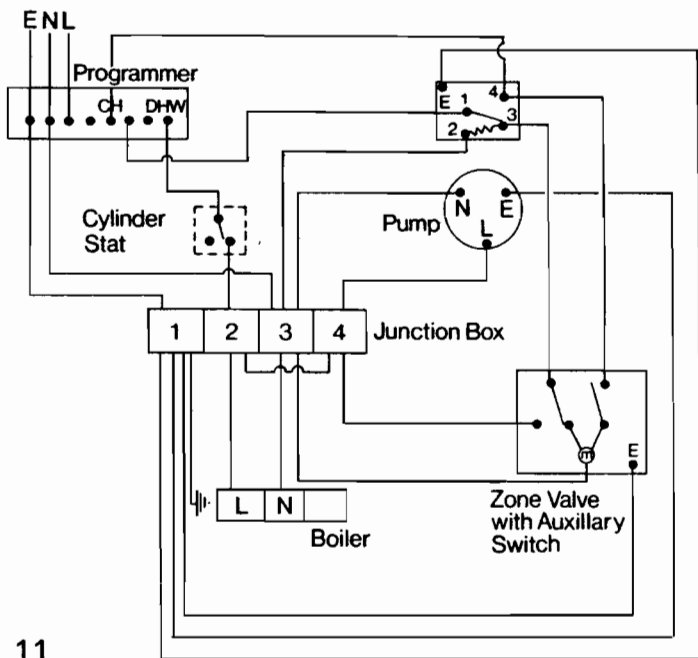 E N L
Programmer
CH DHW
E 1 4
2 3
Cylinder
Stat
Pump
N E
L
1 2 3 4 Junction Box
E
L N
Boiler
Zone Valve
with Auxillary
Switch
11